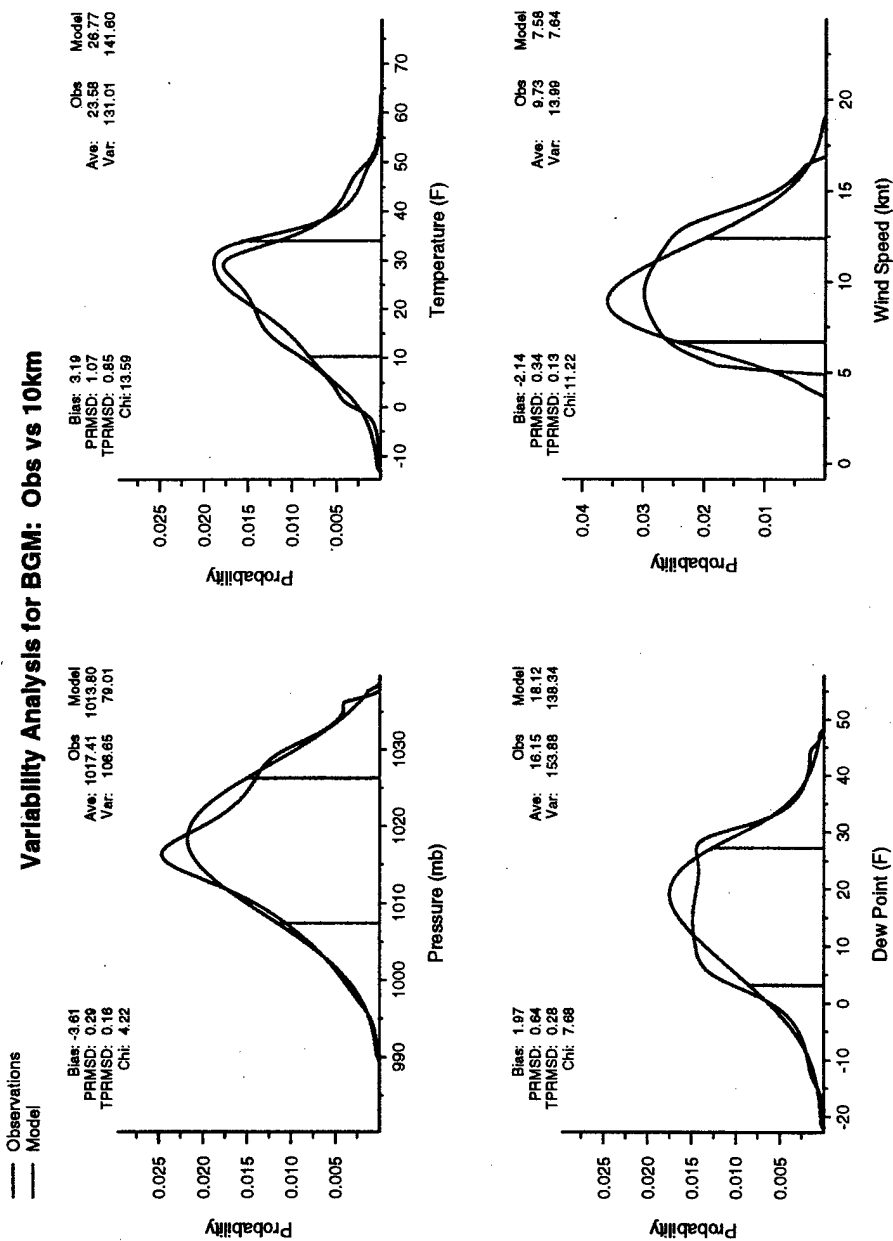 Observations
Model
Variability Analysis for BGM: Obs vs 10km
Bias: -3.61
PRMSD: 0.29
TPRMSD: 0.16
Chi: 4.22
Obs Model
Ave: 1017.41 1013.80
Var: 106.65 79.01
Probability
0.025
0.020
0.015
0.010
0.005
990 1000 1010 1020 1030
Pressure (mb)
Bias: 3.19
PRMSD: 1.07
TPRMSD: 0.85
Chi: 13.59
Obs Model
Ave: 23.58 26.77
Var: 131.01 141.60
Probability
0.025
0.020
0.015
0.010
0.005
-10 0 10 20 30 40 50 60 70
Temperature (F)
Bias: 1.97
PRMSD: 0.64
TPRMSD: 0.28
Chi: 7.68
Obs Model
Ave: 16.15 18.12
Var: 153.88 138.34
Probability
0.025
0.020
0.015
0.010
0.005
-20 -10 0 10 20 30 40 50
Dew Point (F)
Bias: -2.14
PRMSD: 0.34
TPRMSD: 0.13
Chi: 11.22
Obs Model
Ave: 9.73 7.58
Var: 13.99 7.64
Probability
0.04
0.03
0.02
0.01
0 5 10 15 20
Wind Speed (knt)